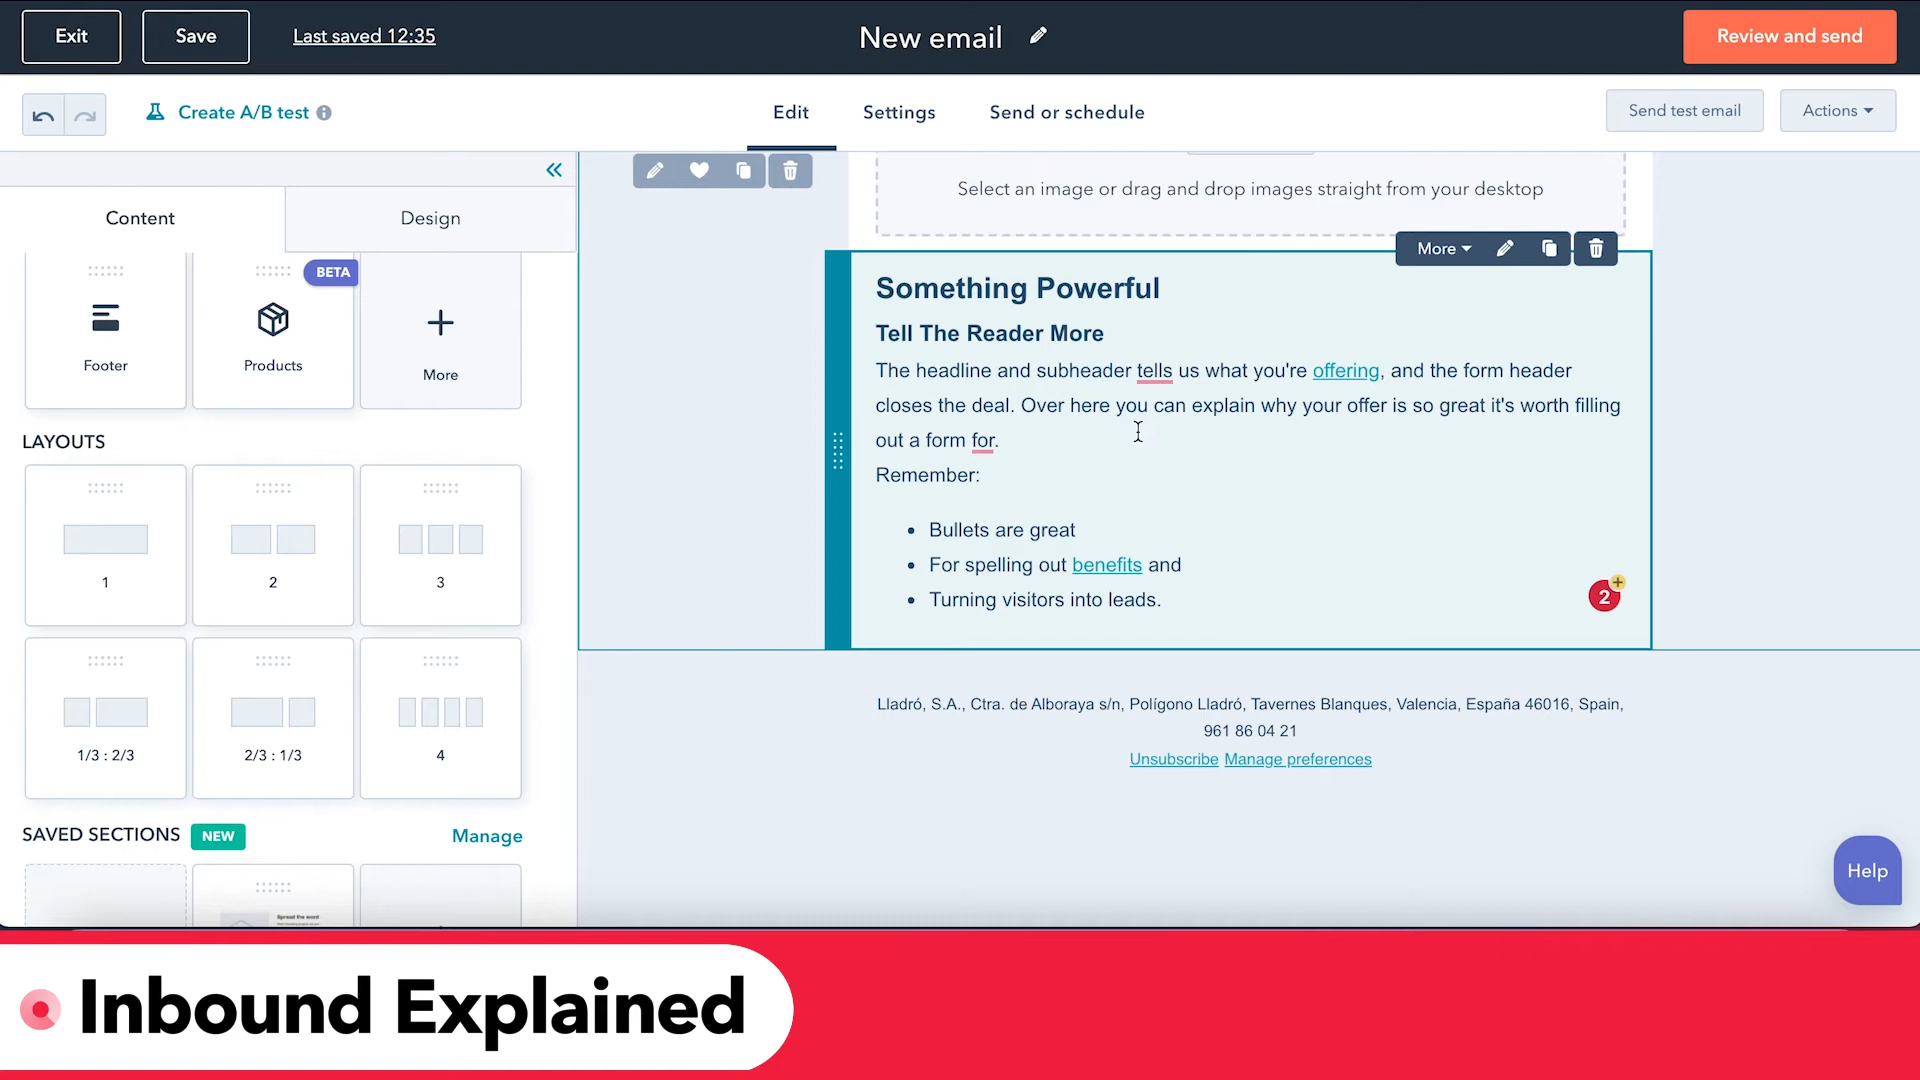 Exit
Save
Last saved 12:35
New email
Review and send
Create A/B test
Edit
Settings
Send or schedule
Send test email
Actions
Content
Design
Select an image or drag and drop images straight from your desktop
More
BETA
Footer
Products
More
Something Powerful
Tell The Reader More
The headline and subheader tells us what you're offering, and the form header
closes the deal. Over here you can explain why your offer is so great it's worth filling
out a form for.
Remember:
• Bullets are great
• For spelling out benefits and
• Turning visitors into leads.
2
LAYOUTS
1
2
3
1/3 : 2/3
2/3 : 1/3
4
Lladró, S.A., Ctra. de Alboraya s/n, Polígono Lladró, Tavernes Blanques, Valencia, España 46016, Spain,
961 86 04 21
Unsubscribe Manage preferences
SAVED SECTIONS
NEW
Manage
Spread the word
Help
Inbound Explained